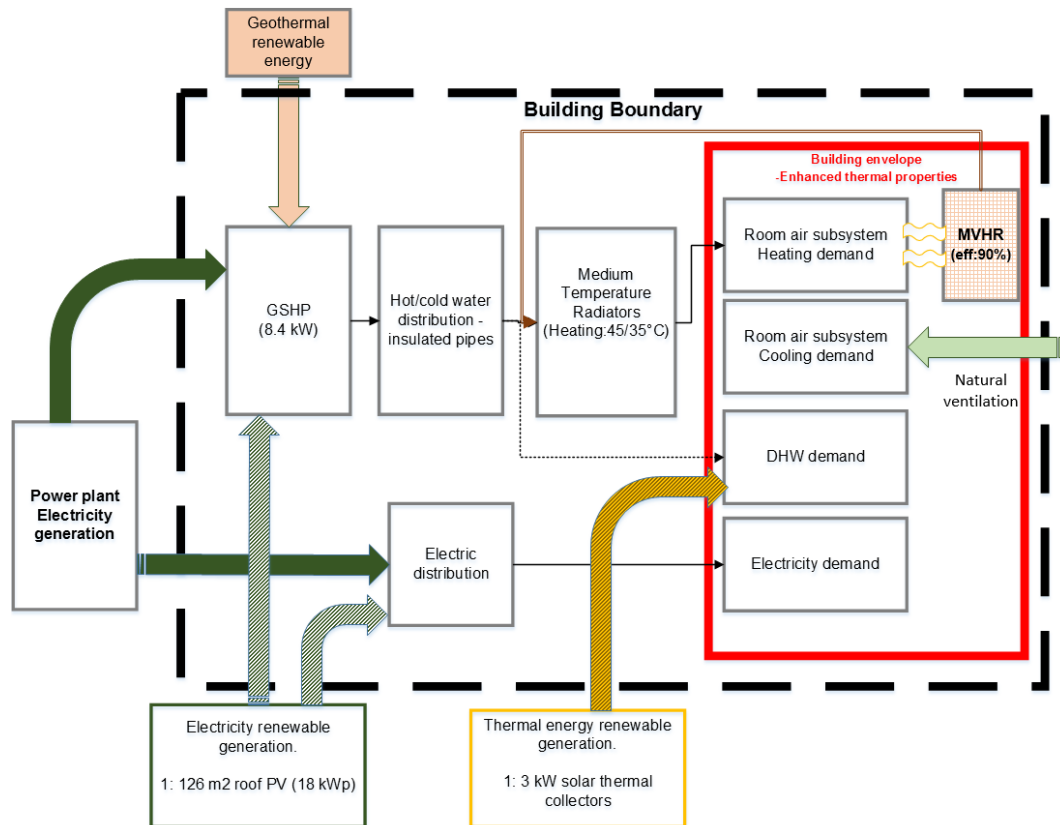 Geothermal
renewable
energy
Building Boundary
Building envelope
-Enhanced thermal properties
Room air subsystem
Heating demand
MVHR
(eff:90%)
GSHP
(8.4 kW)
Hot/cold water
distribution -
insulated pipes
Medium
Temperature
Radiators
(Heating:45/35°C)
Room air subsystem
Cooling demand
Natural
ventilation
DHW demand
Power plant
Electricity
generation
Electric
distribution
Electricity demand
Electricity renewable
generation.
1: 126 m2 roof PV (18 kWp)
Thermal energy renewable
generation.
1: 3 kW solar thermal
collectors